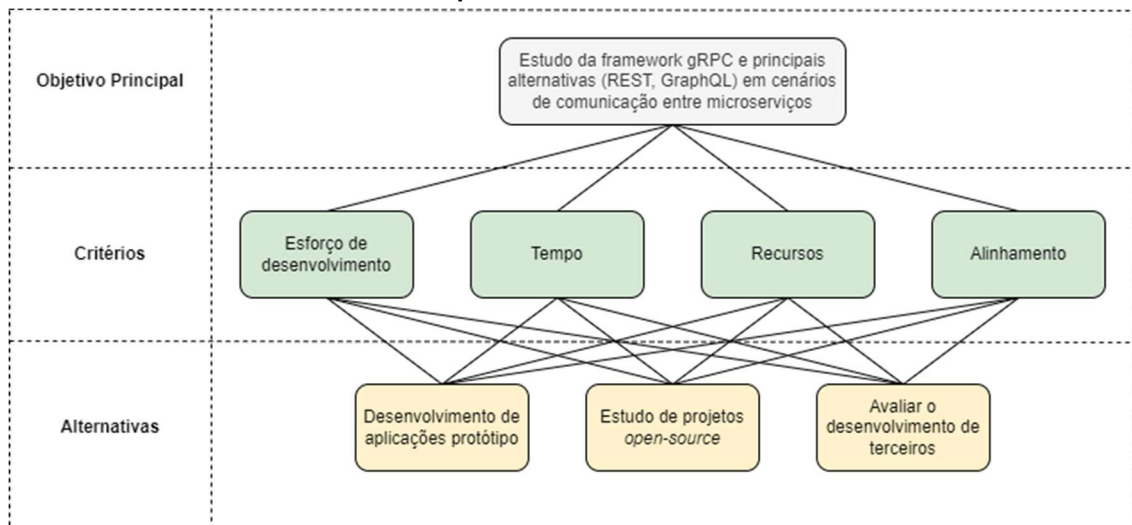 Objetivo Principal
Estudo da framework gRPC e principais
alternativas (REST, GraphQL) em cenários
de comunicação entre microserviços
Critérios
Esforço de
desenvolvimento
Tempo
Recursos
Alinhamento
Alternativas
Desenvolvimento de
aplicações protótipo
Estudo de projetos
open-source
Avaliar o
desenvolvimento de
terceiros